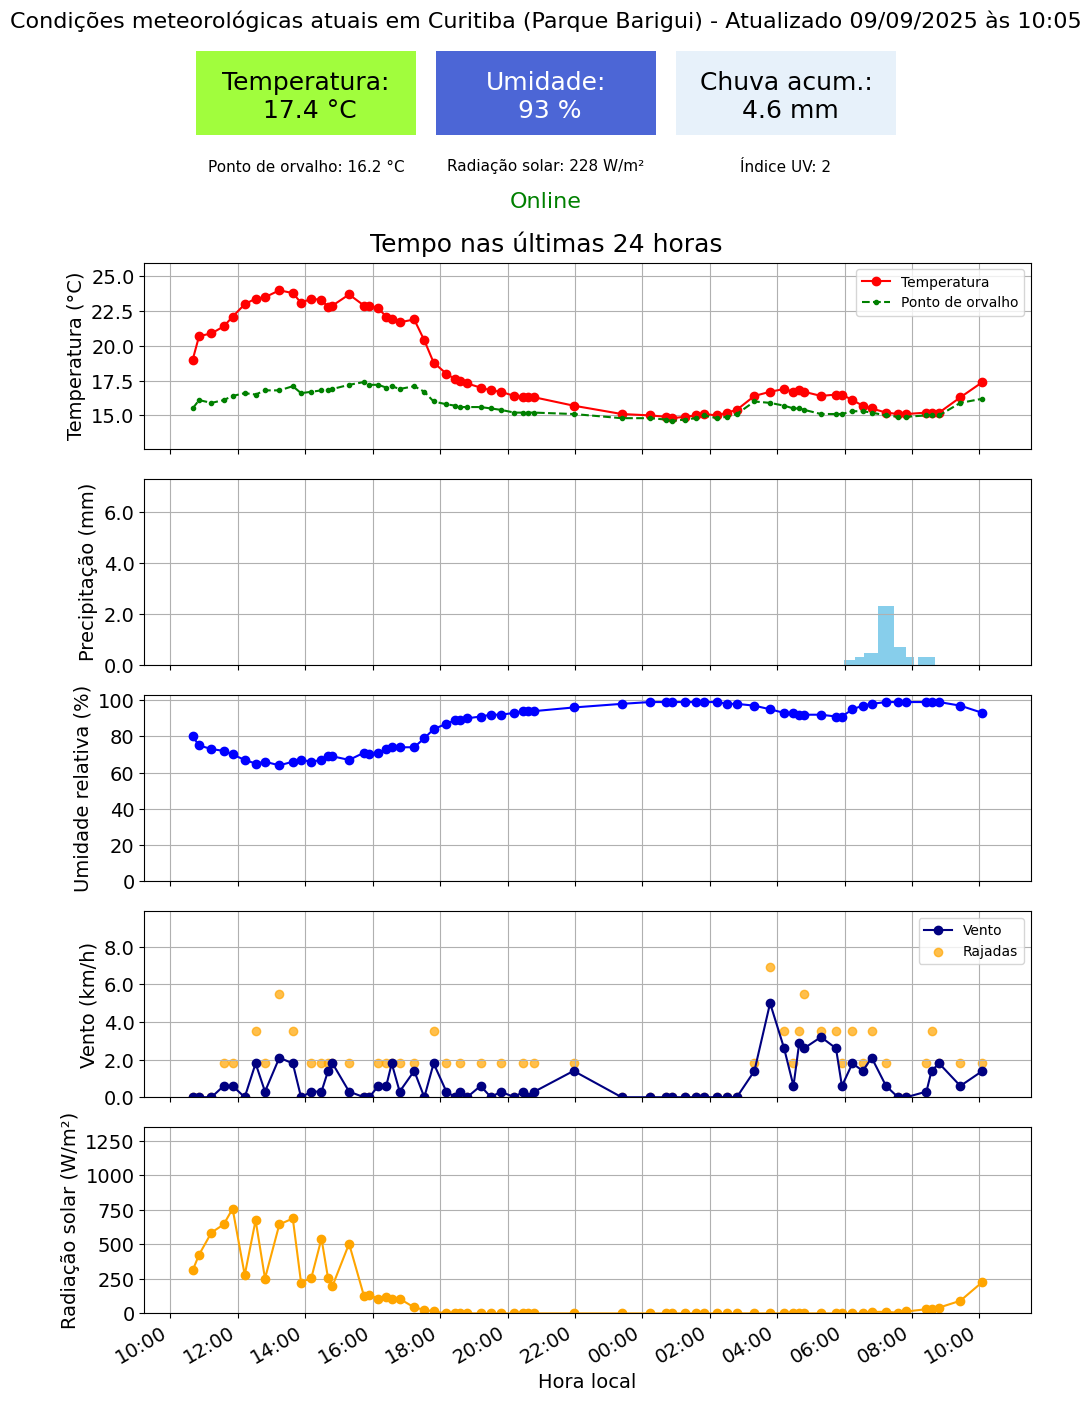 Condições meteorológicas atuais em Curitiba (Parque Barigui) - Atualizado 09/09/2025 às 10:05
Temperatura:
17.4 °C
Umidade:
93 %
Chuva acum.:
4.6 mm
Ponto de orvalho: 16.2 °C
Radiação solar: 228 W/m²
Índice UV: 2
Online
Tempo nas últimas 24 horas
Temperatura (°C)
25.0
22.5
20.0
17.5
15.0
Temperatura
Ponto de orvalho
Precipitação (mm)
6.0
4.0
2.0
0.0
Umidade relativa (%)
100
80
60
40
20
0
Vento (km/h)
8.0
6.0
4.0
2.0
0.0
Vento
Rajadas
Radiação solar (W/m²)
1250
1000
750
500
250
0
10:00 12:00 14:00 16:00 18:00 20:00 22:00 00:00 02:00 04:00 06:00 08:00 10:00
Hora local